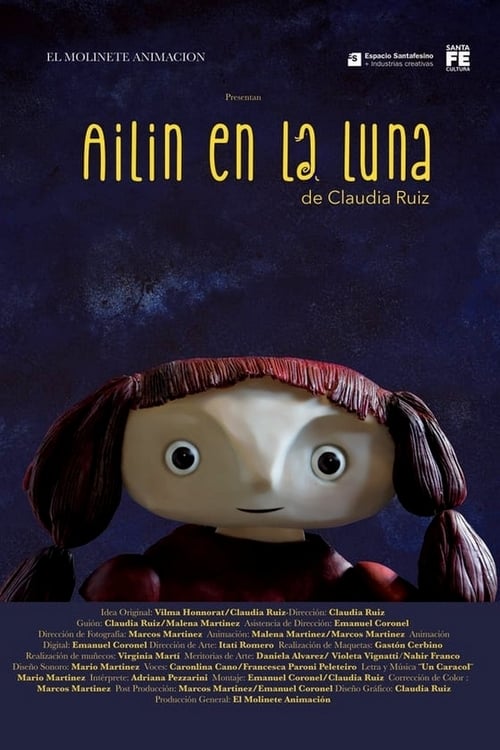 EL MOLINETE ANIMACION
Espacio Santafesino
+ Industrias creativas
SANTA
FE
CULTURA
Presentan
AiLin en la luna
de Claudia Ruiz
Idea Original: Vilma Honnorat/Claudia Ruiz-Dirección: Claudia Ruiz
Guión: Claudia Ruiz/Malena Martinez Asistencia de Dirección: Emanuel Coronel
Dirección de Fotografía: Marcos Martinez Animación: Malena Martinez/Marcos Martinez Animación
Digital: Emanuel Coronel Dirección de Arte: Itatí Romero Realización de Maquetas: Gastón Cerbino
Realización de muñecos: Virginia Martí Meritorias de Arte: Daniela Alvarez/ Violeta Vignatti/Nahir Franco
Diseño Sonoro: Mario Martinez Voces: Caronlina Cano/Francesca Paroni Peleteiro Letra y Música "Un Caracol"
Mario Martinez Intérprete: Adriana Pezzarini Montaje: Emanuel Coronel/Claudia Ruiz Corrección de Color :
Marcos Martinez Post Producción: Marcos Martinez/Emanuel Coronel Diseño Gráfico: Claudia Ruiz
Producción General: El Molinete Animación